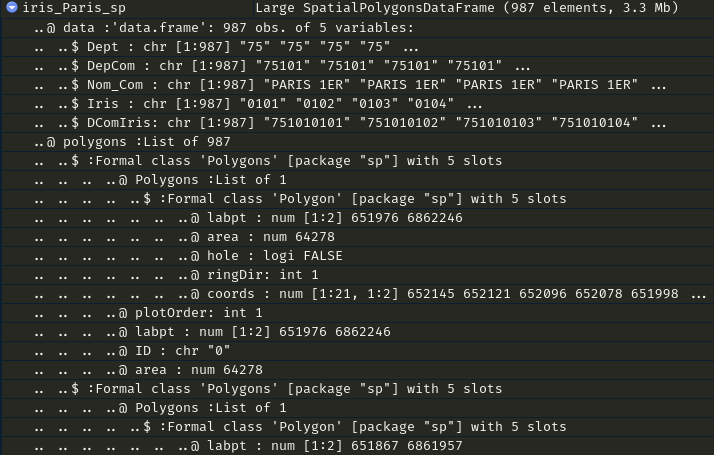 iris_Paris_sp Large SpatialPolygonsDataFrame (987 elements, 3.3 Mb)
..@ data :'data.frame': 987 obs. of 5 variables:
.. ..$ Dept : chr [1:987] "75" "75" "75" "75" ...
.. ..$ DepCom : chr [1:987] "75101" "75101" "75101" "75101" ...
.. ..$ Nom_Com : chr [1:987] "PARIS 1ER" "PARIS 1ER" "PARIS 1ER" "PARIS 1ER" ...
.. ..$ Iris : chr [1:987] "0101" "0102" "0103" "0104" ...
.. ..$ DComIris: chr [1:987] "751010101" "751010102" "751010103" "751010104" ...
..@ polygons :List of 987
.. ..$ :Formal class 'Polygons' [package "sp"] with 5 slots
.. .. .. ..@ Polygons :List of 1
.. .. .. .. ..$ :Formal class 'Polygon' [package "sp"] with 5 slots
.. .. .. .. .. .. ..@ labpt : num [1:2] 651976 6862246
.. .. .. .. .. .. ..@ area : num 64278
.. .. .. .. .. .. ..@ hole : logi FALSE
.. .. .. .. .. .. ..@ ringDir: int 1
.. .. .. .. .. .. ..@ coords : num [1:21, 1:2] 652145 652121 652096 652078 651998 ...
.. .. .. ..@ plotOrder: int 1
.. .. .. ..@ labpt : num [1:2] 651976 6862246
.. .. .. ..@ ID : chr "0"
.. .. .. ..@ area : num 64278
.. ..$ :Formal class 'Polygons' [package "sp"] with 5 slots
.. .. .. ..@ Polygons :List of 1
.. .. .. .. ..$ :Formal class 'Polygon' [package "sp"] with 5 slots
.. .. .. .. .. .. ..@ labpt : num [1:2] 651867 6861957